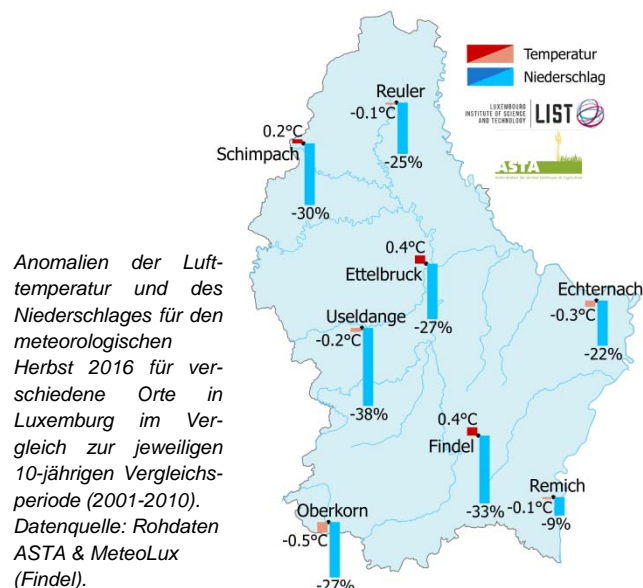 Temperatur
Niederschlag
LUXEMBOURG
INSTITUTE OF SCIENCE
AND TECHNOLOGY
LIST
ASTA
Reuler
-0.1°C
-25%
0.2°C
Schimpach
-30%
0.4°C
Ettelbruck
-27%
Echternach
-0.3°C
-22%
Useldange
-0.2°C
-38%
0.4°C
Findel
-33%
Remich
-0.1°C
-9%
Oberkorn
-0.5°C
-27%
Anomalien der Luft-
temperatur und des
Niederschlages für den
meteorologischen
Herbst 2016 für ver-
schiedene Orte in
Luxemburg im Ver-
gleich zur jeweiligen
10-jährigen Vergleichs-
periode (2001-2010).
Datenquelle: Rohdaten
ASTA & MeteoLux
(Findel).